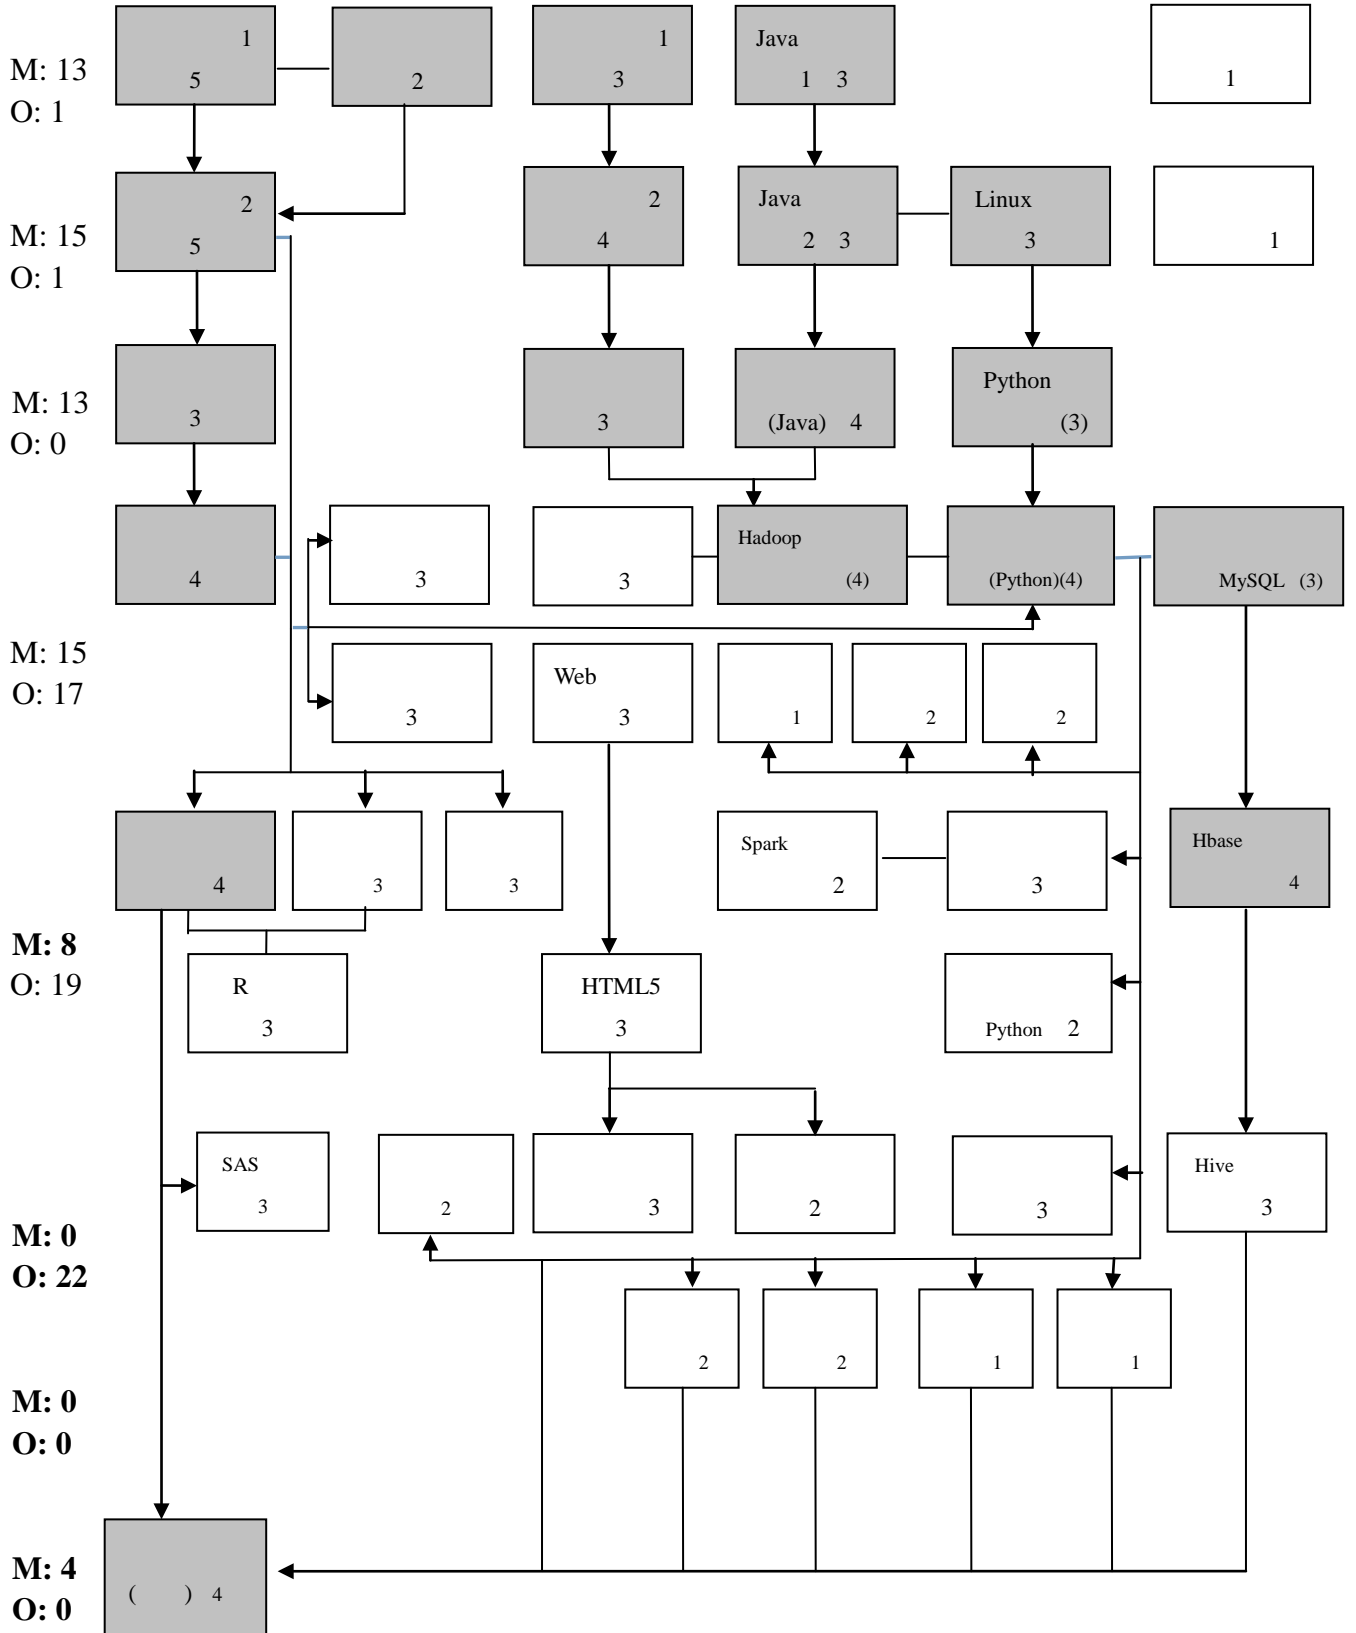 1
5
2
1
3
Java
1 3
1
M: 13
O: 1
2
5
2
4
Java
2 3
Linux
3
1
M: 15
O: 1
3
3
(Java) 4
Python
(3)
M: 13
O: 0
4
3
3
Hadoop
(4)
(Python)(4)
MySQL (3)
M: 15
O: 17
3
Web
3
1
2
2
4
3
3
Spark
2
3
Hbase
4
M: 8
O: 19
R
3
HTML5
3
Python 2
SAS
3
2
3
2
3
Hive
3
M: 0
O: 22
2
2
1
1
M: 0
O: 0
M: 4
O: 0
( ) 4